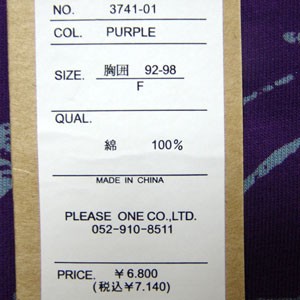 NO. 3741-01
COL. PURPLE
SIZE. 胸囲 92-98
F
QUAL.
綿 100%
MADE IN CHINA
PLEASE ONE CO.,LTD.
052-910-8511
PRICE. ¥6.800
(税込¥7.140)